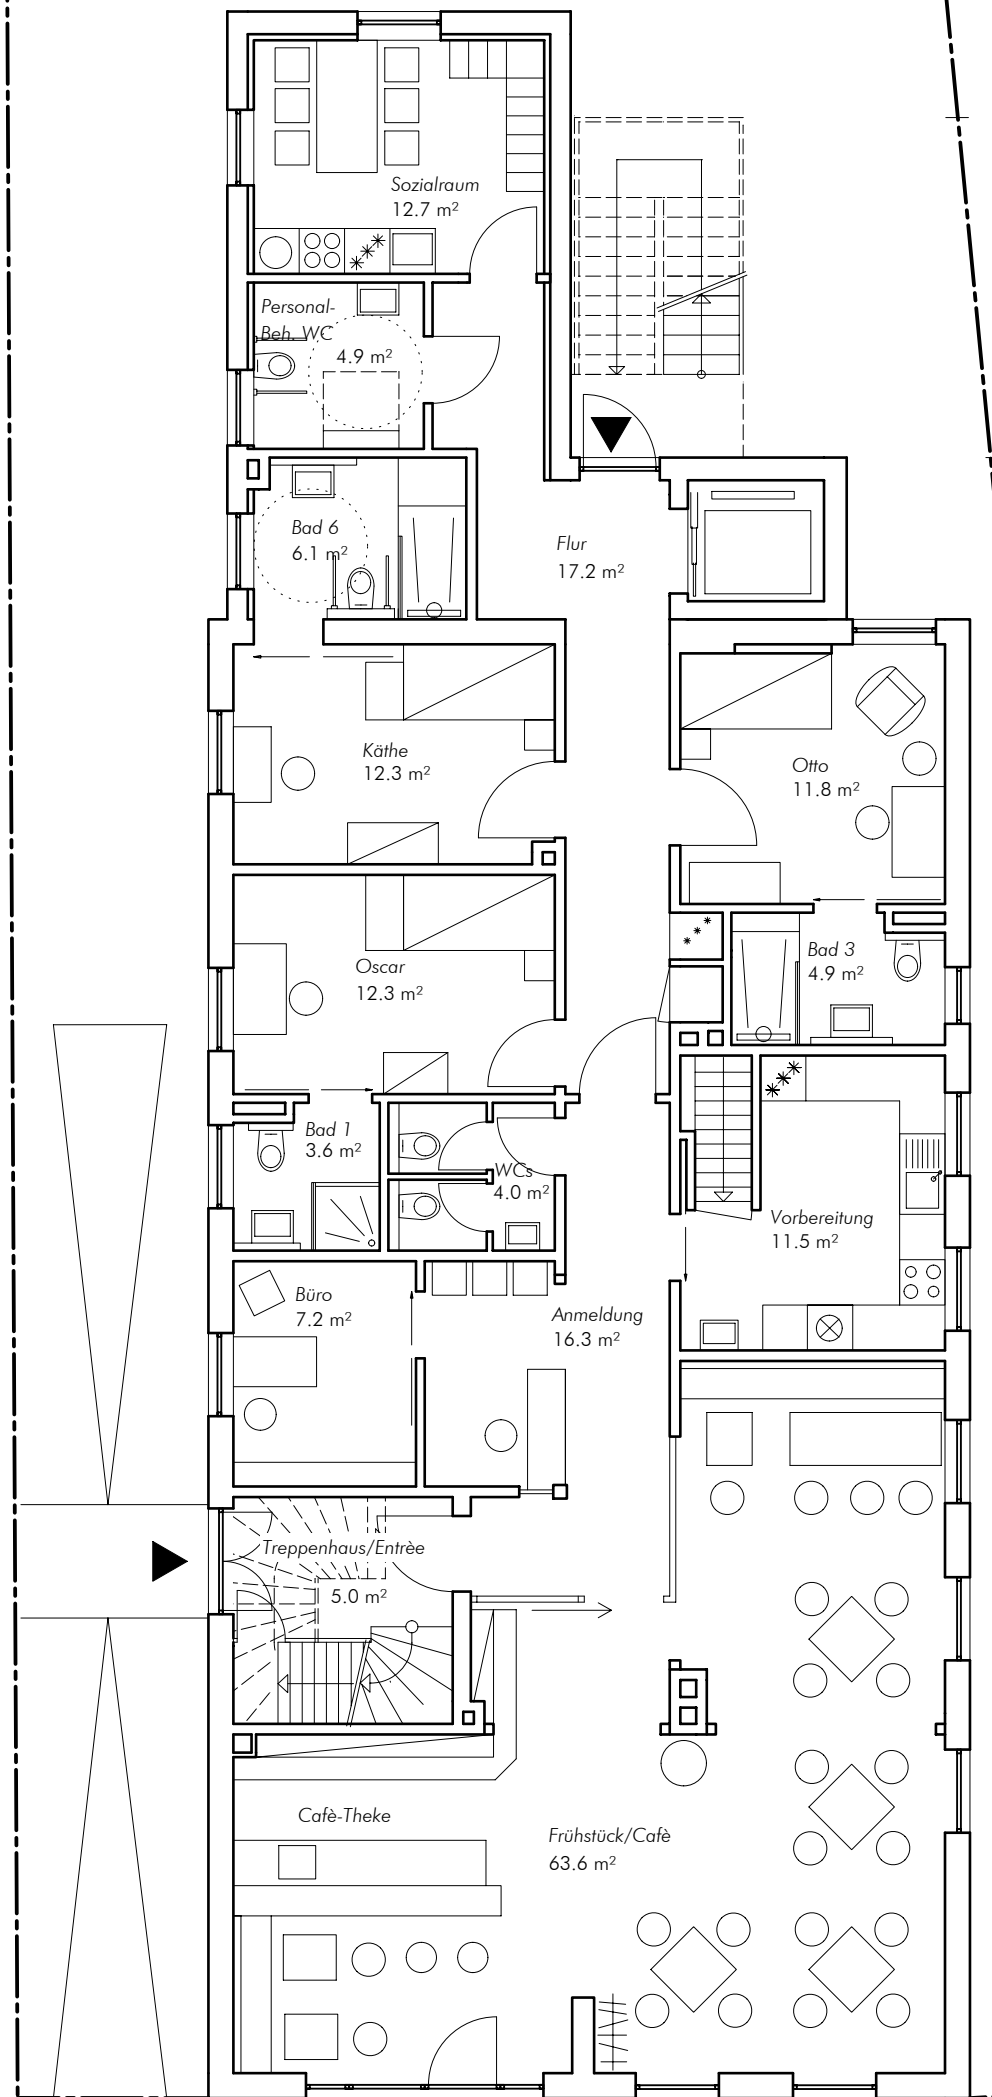 Sozialraum
12.7 m²
Personal-
Beh. WC
4.9 m²
Bad 6
6.1 m²
Flur
17.2 m²
Käthe
12.3 m²
Otto
11.8 m²
Oscar
12.3 m²
Bad 3
4.9 m²
Bad 1
3.6 m²
WCs
4.0 m²
Vorbereitung
11.5 m²
Büro
7.2 m²
Anmeldung
16.3 m²
Treppenhaus/Entrèe
5.0 m²
Cafè-Theke
Frühstück/Cafè
63.6 m²